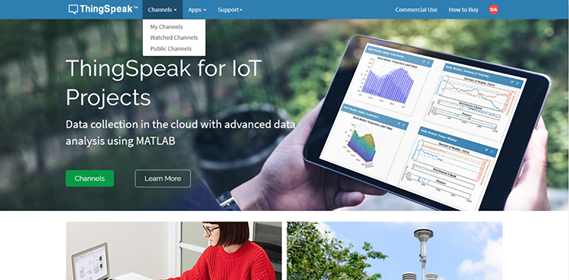 ThingSpeak™
Channels
Apps
Support
Commercial Use
How to Buy
DA
My Channels
Watched Channels
Public Channels
ThingSpeak for IoT
Projects
Data collection in the cloud with advanced data
analysis using MATLAB
Channels
Learn More